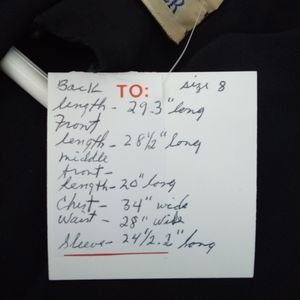 TO:
Back
size 8
length - 29.3" long
Front
length - 28 1/2" long
middle
front -
length - 20" long
Chest - 34" wide
Waist - 28" wide
Sleeve - 24 1/2.2" long